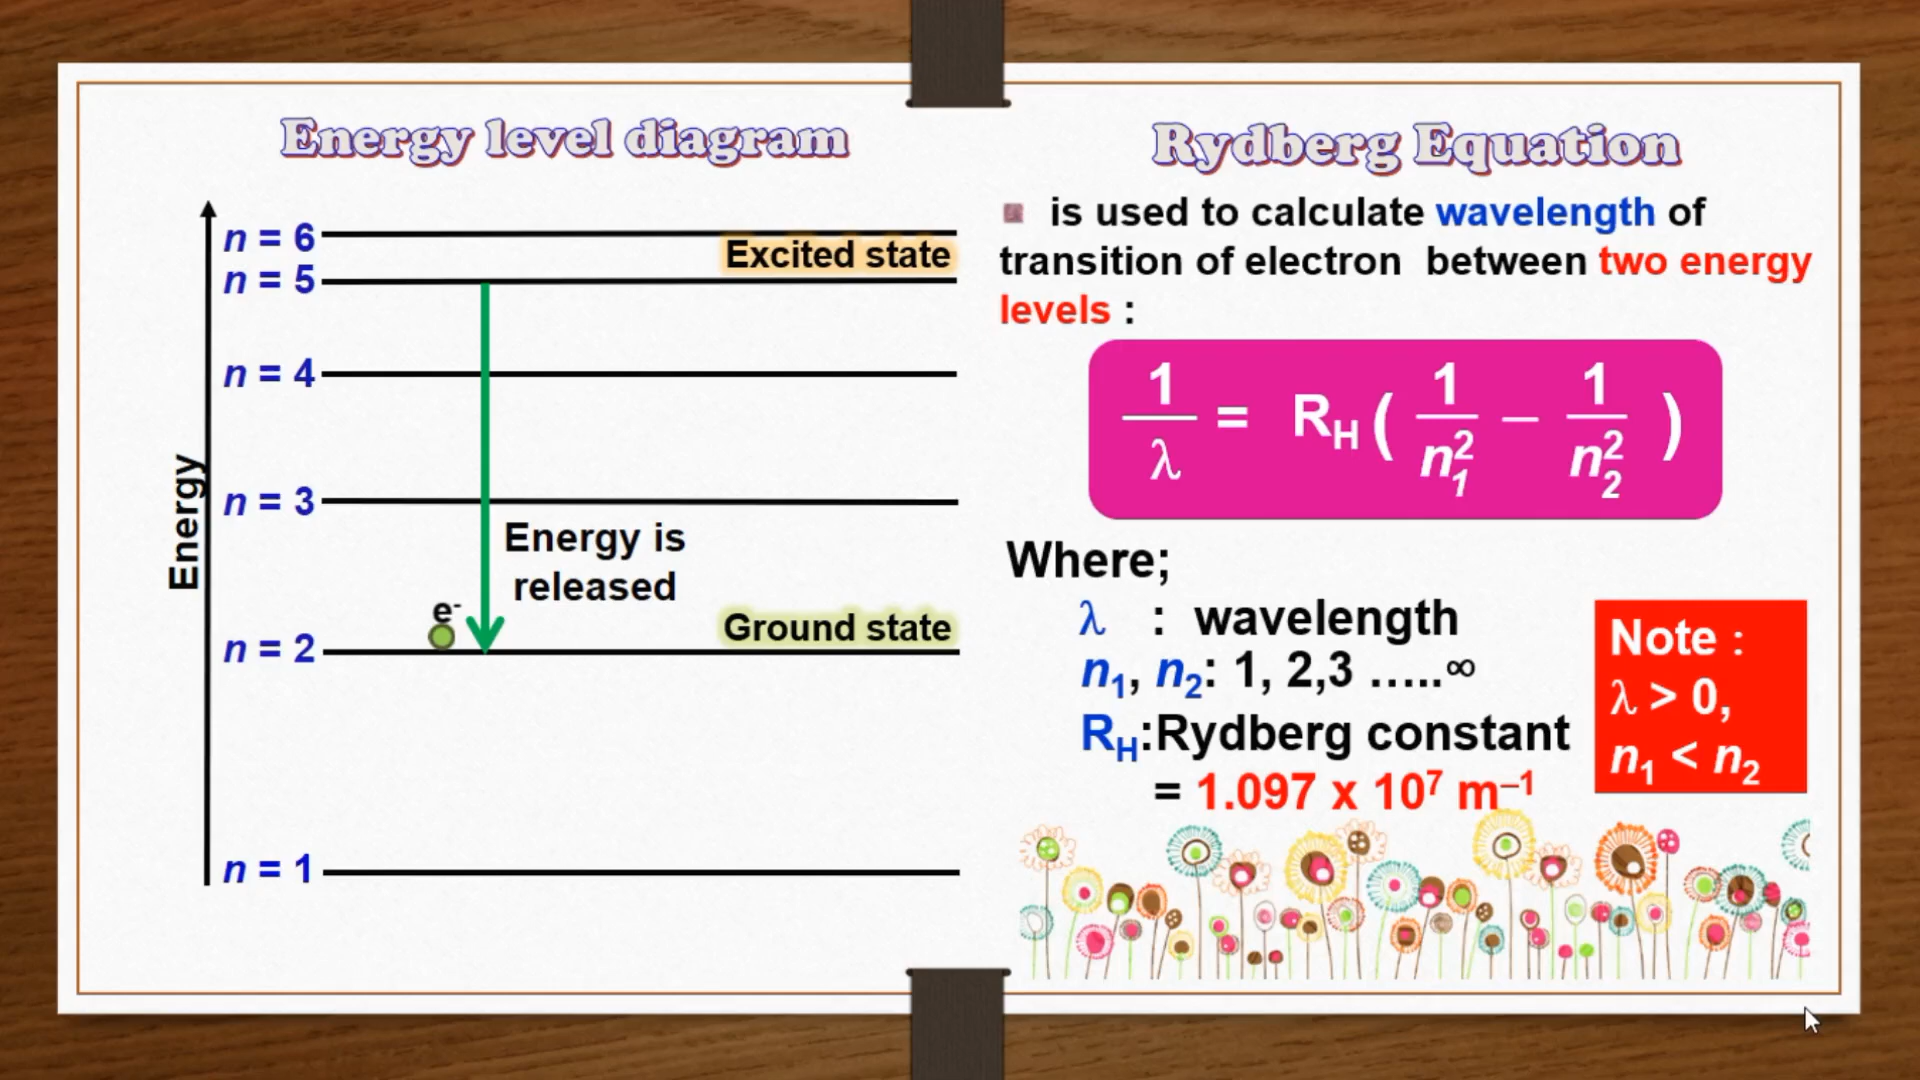 Energy level diagram
n = 6
Excited state
n = 5
n = 4
n = 3
Energy
Energy is
released
e⁻
Ground state
n = 2
n = 1
Rydberg Equation
is used to calculate wavelength of
transition of electron between two energy
levels :
1/λ = R_H ( 1/n₁² − 1/n₂² )
Where;
λ : wavelength
n₁, n₂: 1, 2,3 …..∞
R_H:Rydberg constant
= 1.097 x 10⁷ m⁻¹
Note :
λ > 0,
n₁ < n₂